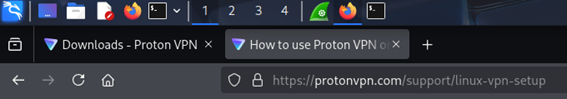 1 2 3 4
Downloads - Proton VPN How to use Proton VPN o
https://protonvpn.com/support/linux-vpn-setup